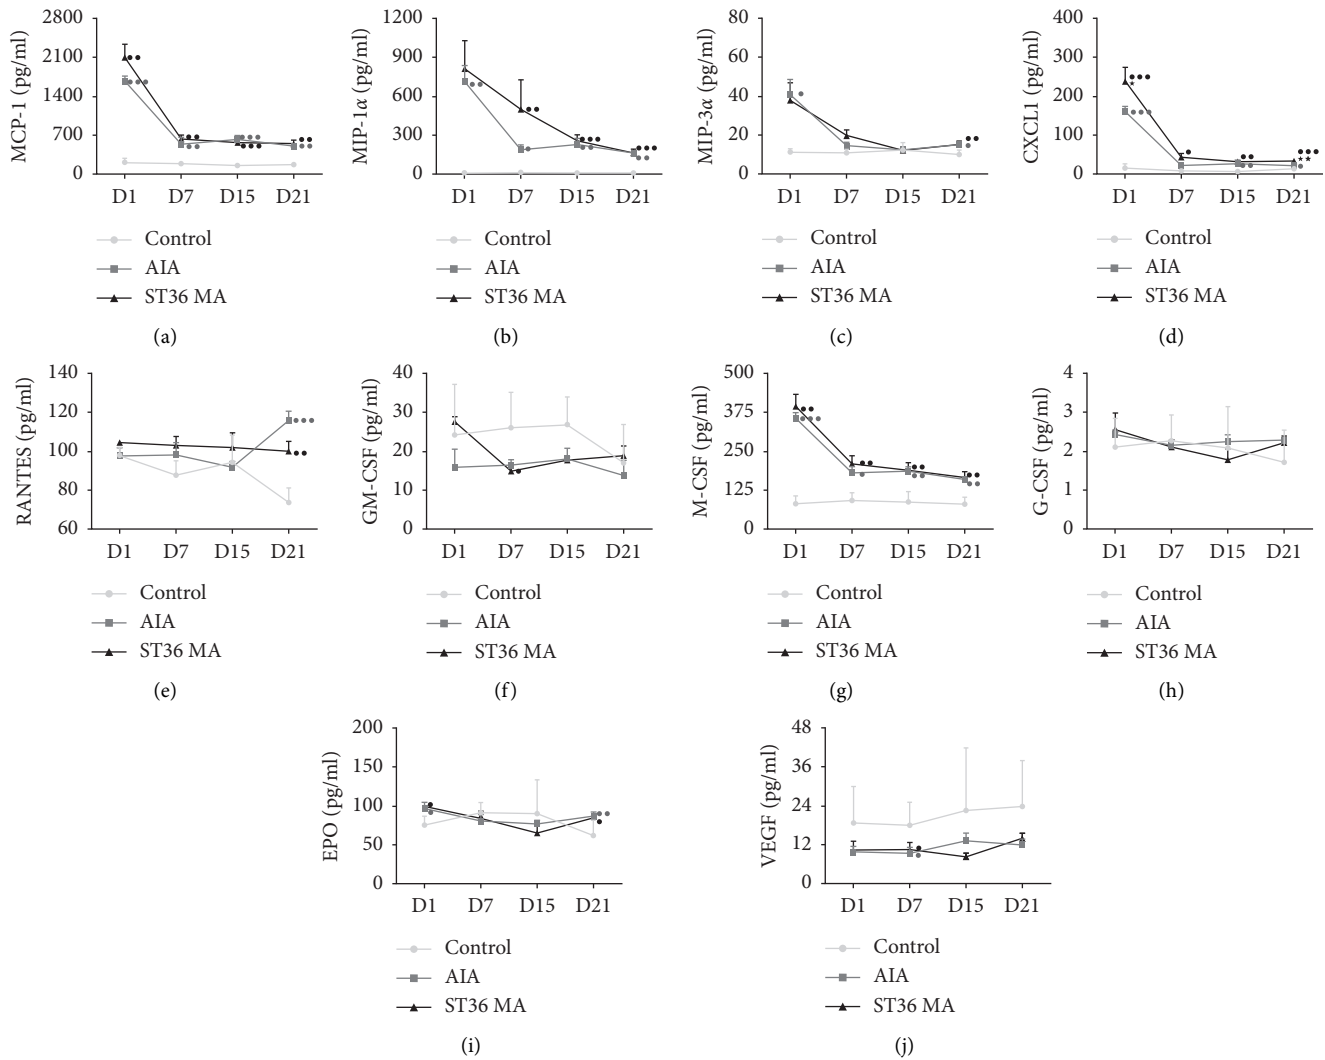 MCP-1 (pg/ml)
2800
2100
1400
700
0
D1 D7 D15 D21
Control
AIA
ST36 MA
(a)
MIP-1α (pg/ml)
1200
900
600
300
0
D1 D7 D15 D21
Control
AIA
ST36 MA
(b)
MIP-3α (pg/ml)
80
60
40
20
0
D1 D7 D15 D21
Control
AIA
ST36 MA
(c)
CXCL1 (pg/ml)
400
300
200
100
0
D1 D7 D15 D21
Control
AIA
ST36 MA
(d)
RANTES (pg/ml)
140
120
100
80
60
D1 D7 D15 D21
Control
AIA
ST36 MA
(e)
GM-CSF (pg/ml)
40
30
20
10
0
D1 D7 D15 D21
Control
AIA
ST36 MA
(f)
M-CSF (pg/ml)
500
375
250
125
0
D1 D7 D15 D21
Control
AIA
ST36 MA
(g)
G-CSF (pg/ml)
4
3
2
1
0
D1 D7 D15 D21
Control
AIA
ST36 MA
(h)
EPO (pg/ml)
200
150
100
50
0
D1 D7 D15 D21
Control
AIA
ST36 MA
(i)
VEGF (pg/ml)
48
36
24
12
0
D1 D7 D15 D21
Control
AIA
ST36 MA
(j)